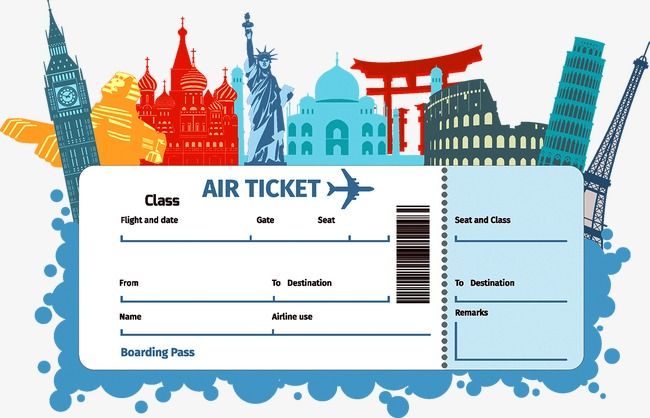 AIR TICKET
Class
Flight and date Gate Seat
From To Destination
Name Airline use
Boarding Pass
Seat and Class
To Destination
Remarks